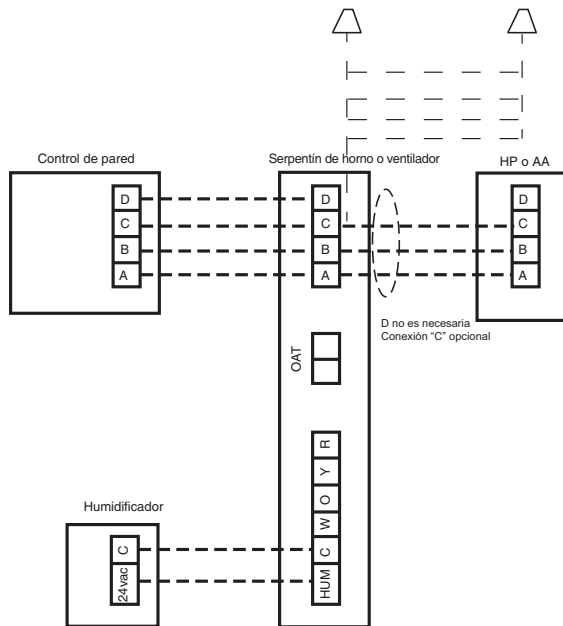 Control de pared
Serpentín de horno o ventilador
HP o AA
D
C
B
A
D
C
B
A
D
C
B
A
D no es necesaria
Conexión “C” opcional
OAT
R
Y
O
W
C
HUM
Humidificador
C
24vac